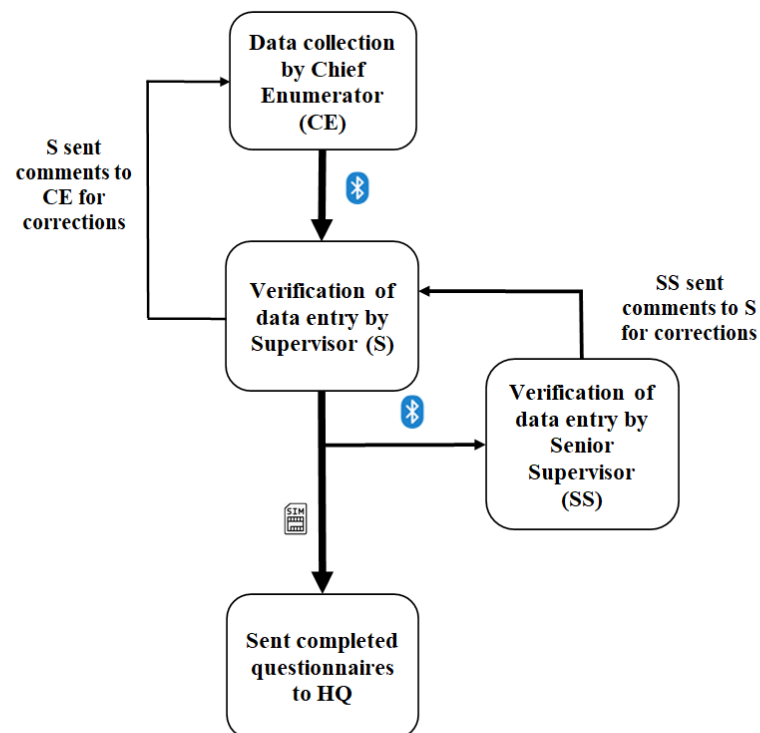 Data collection
by Chief
Enumerator
(CE)
S sent
comments to
CE for
corrections
Verification of
data entry by
Supervisor (S)
SS sent
comments to S
for corrections
Verification of
data entry by
Senior
Supervisor
(SS)
SIM
Sent completed
questionnaires
to HQ